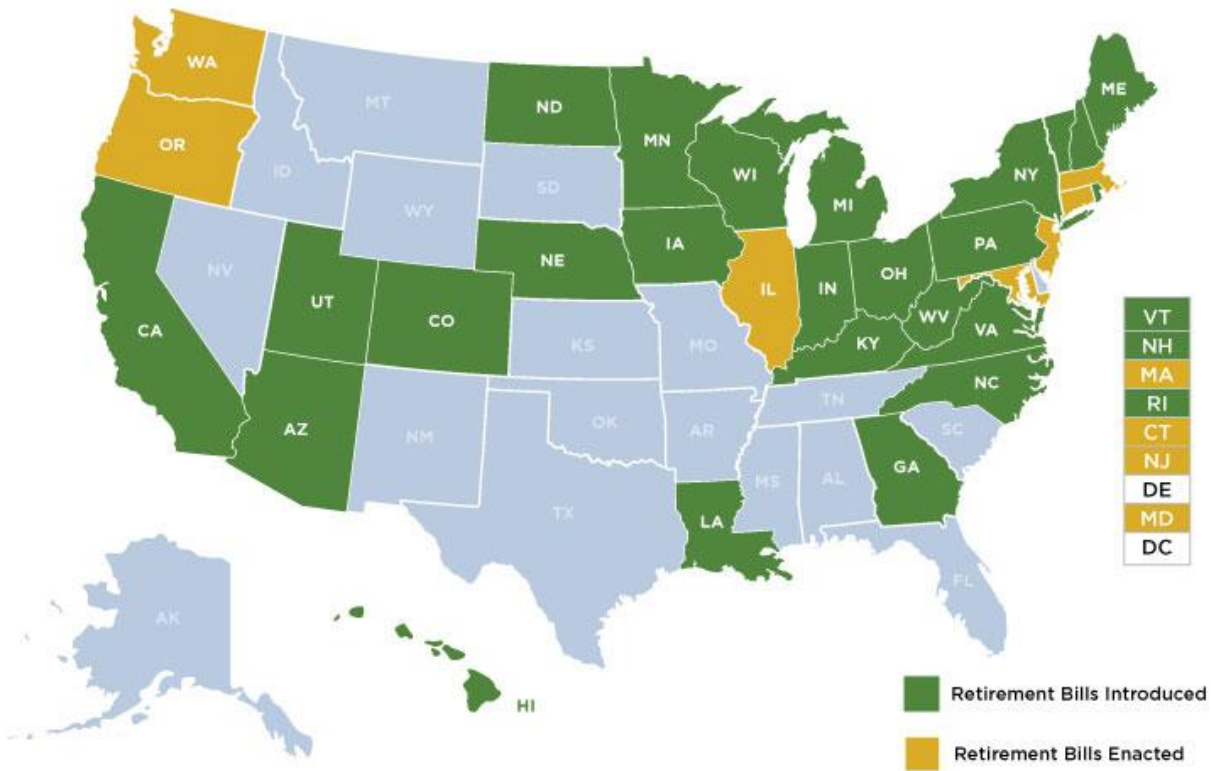 WA
MT
ND
MN
ME
OR
ID
SD
WI
NY
WY
MI
IA
PA
NE
NV
OH
UT
IL
IN
CA
CO
WV
VA
KS
MO
KY
NC
TN
AZ
NM
OK
AR
SC
GA
MS
AL
TX
LA
FL
AK
HI
VT
NH
MA
RI
CT
NJ
DE
MD
DC
Retirement Bills Introduced
Retirement Bills Enacted